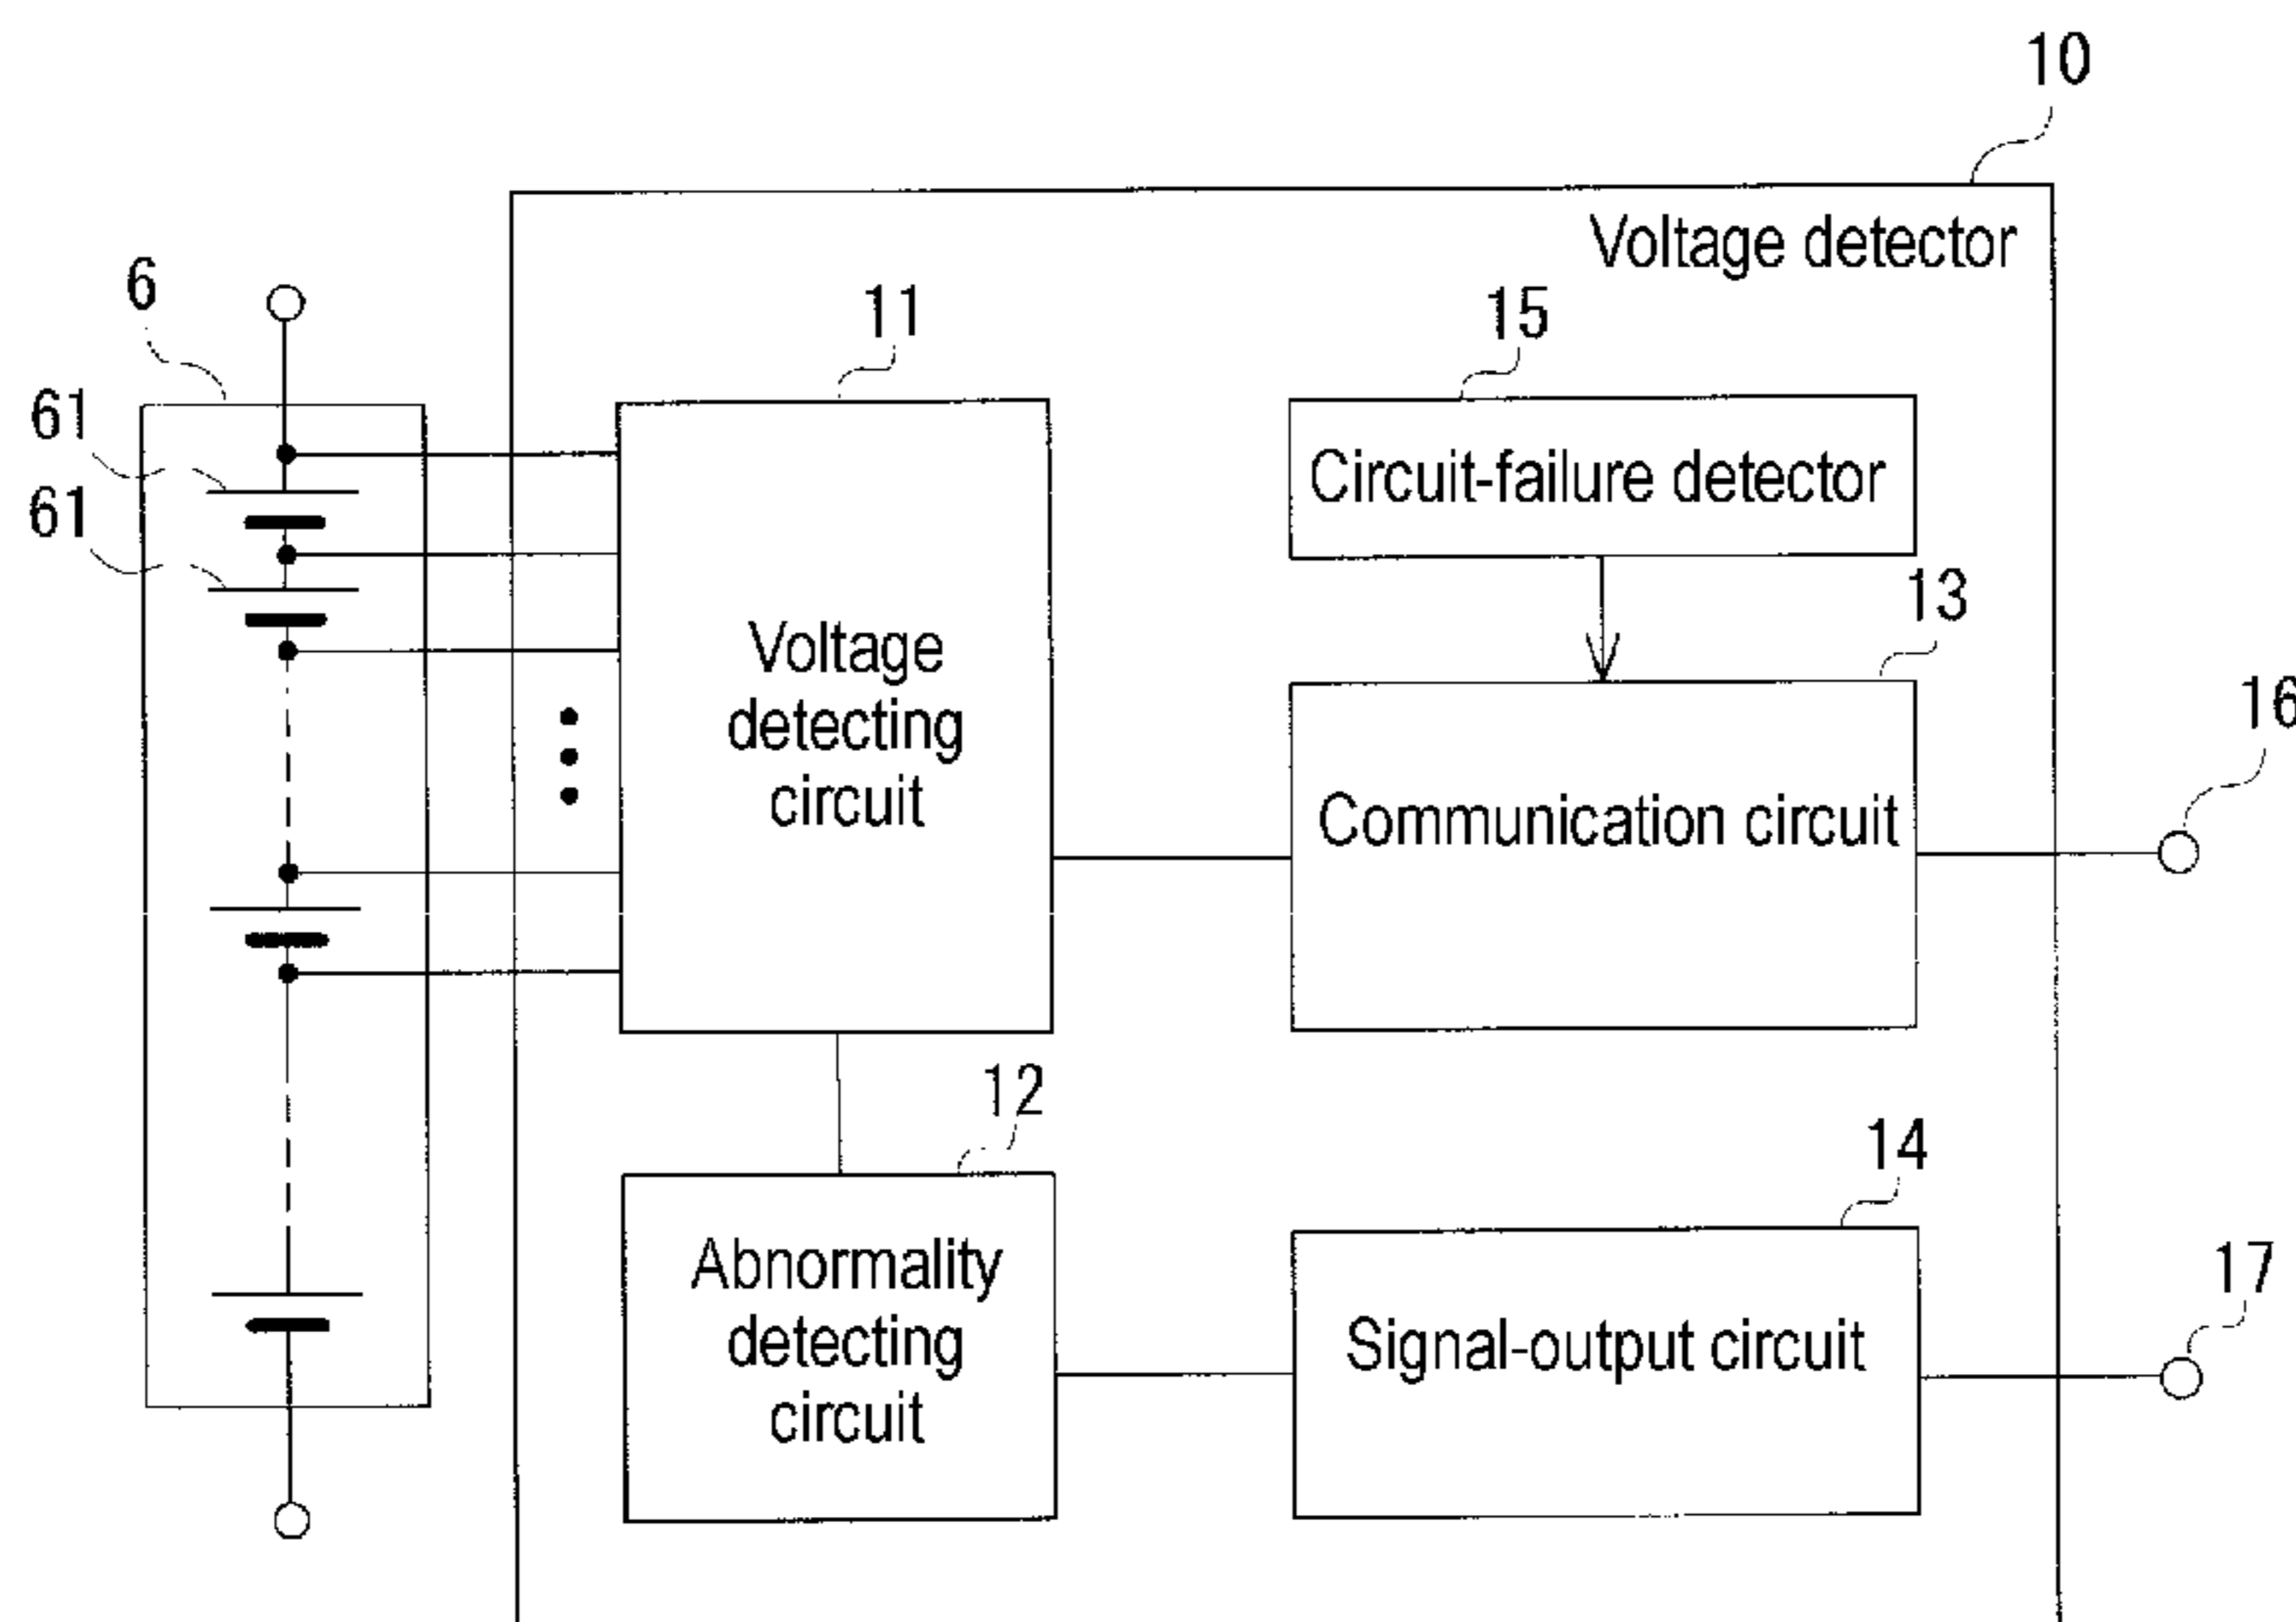 10
Voltage detector
6
11
15
61
61
Circuit-failure detector
13
Voltage
detecting
circuit
16
Communication circuit
12
14
Abnormality
detecting
circuit
17
Signal-output circuit